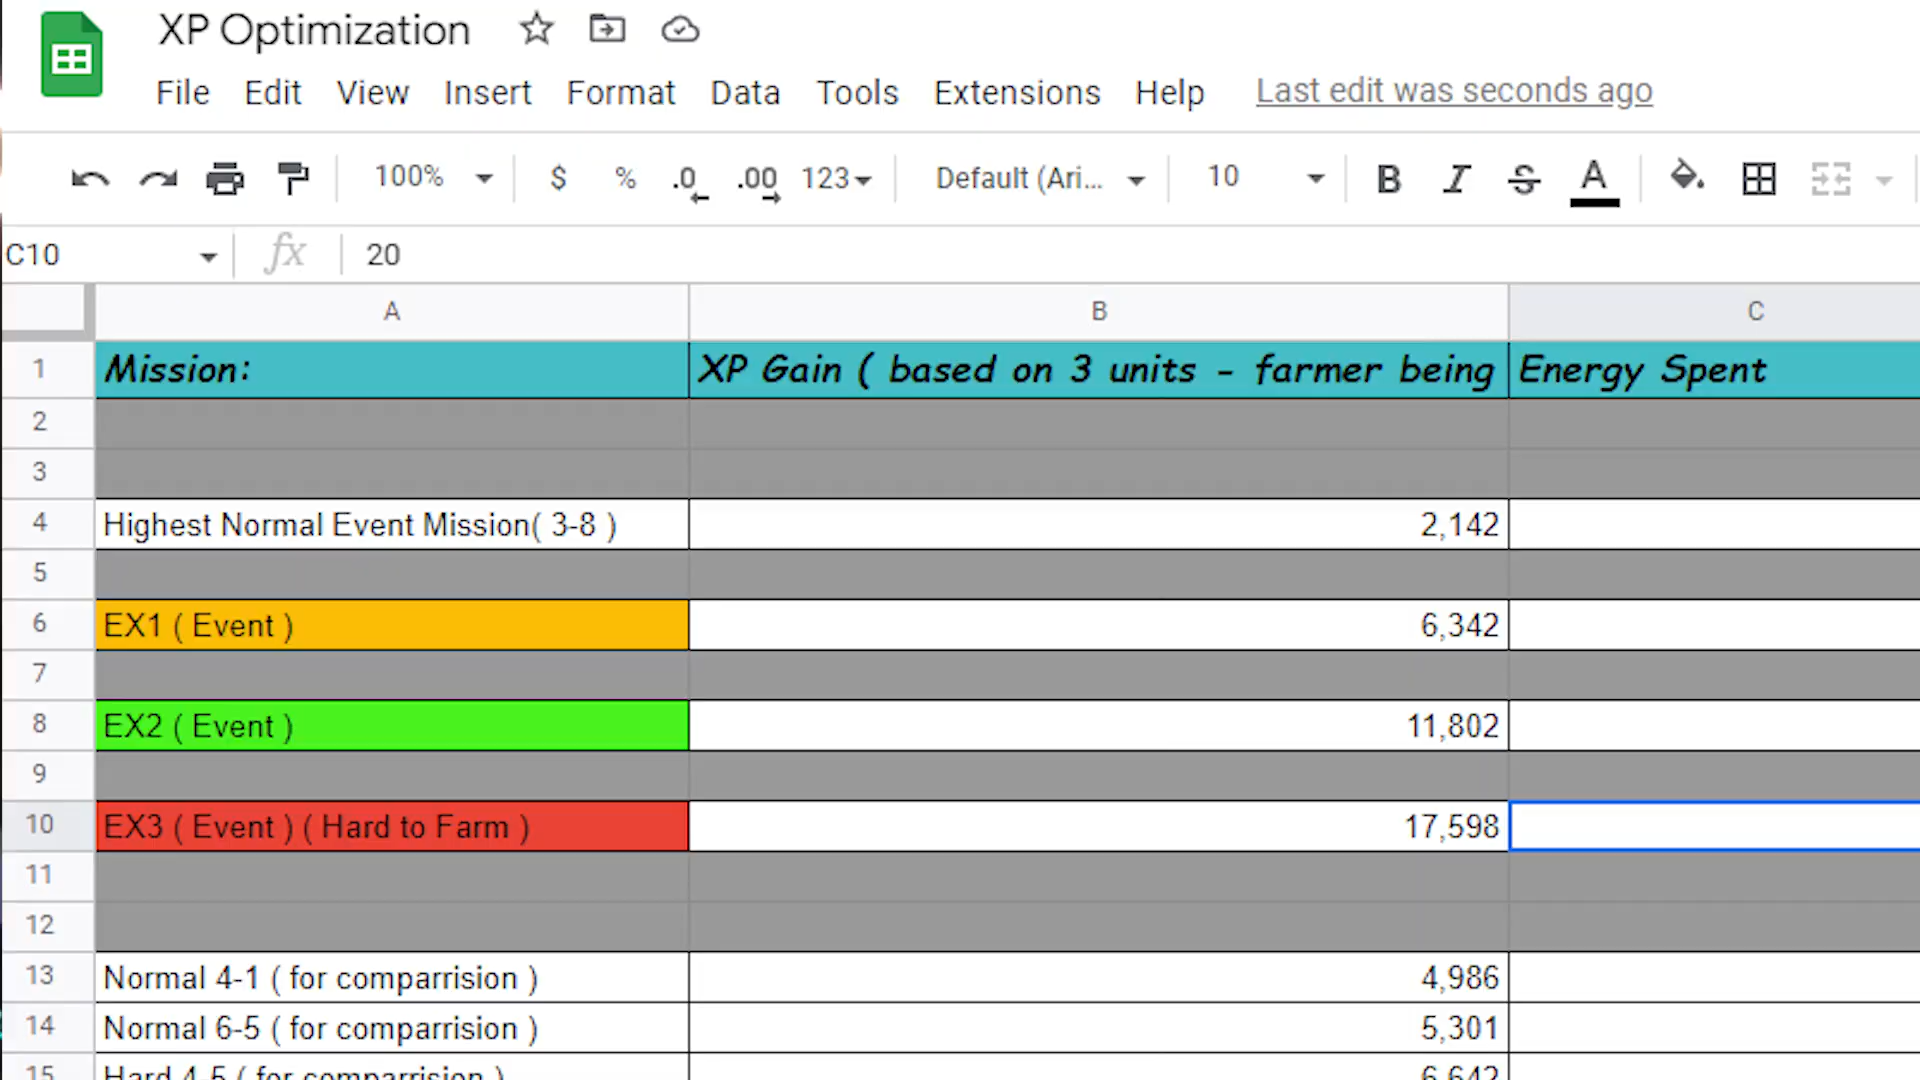 XP Optimization
File Edit View Insert Format Data Tools Extensions Help Last edit was seconds ago
100% $ % .0 .00 123 Default (Ari... 10 B I S A
C10 fx 20
A B C
1 Mission: XP Gain ( based on 3 units - farmer being Energy Spent
2
3
4 Highest Normal Event Mission( 3-8 ) 2,142
5
6 EX1 ( Event ) 6,342
7
8 EX2 ( Event ) 11,802
9
10 EX3 ( Event ) ( Hard to Farm ) 17,598
11
12
13 Normal 4-1 ( for comparrision ) 4,986
14 Normal 6-5 ( for comparrision ) 5,301
15 Hard 4-5 ( for comparrision ) 6,642